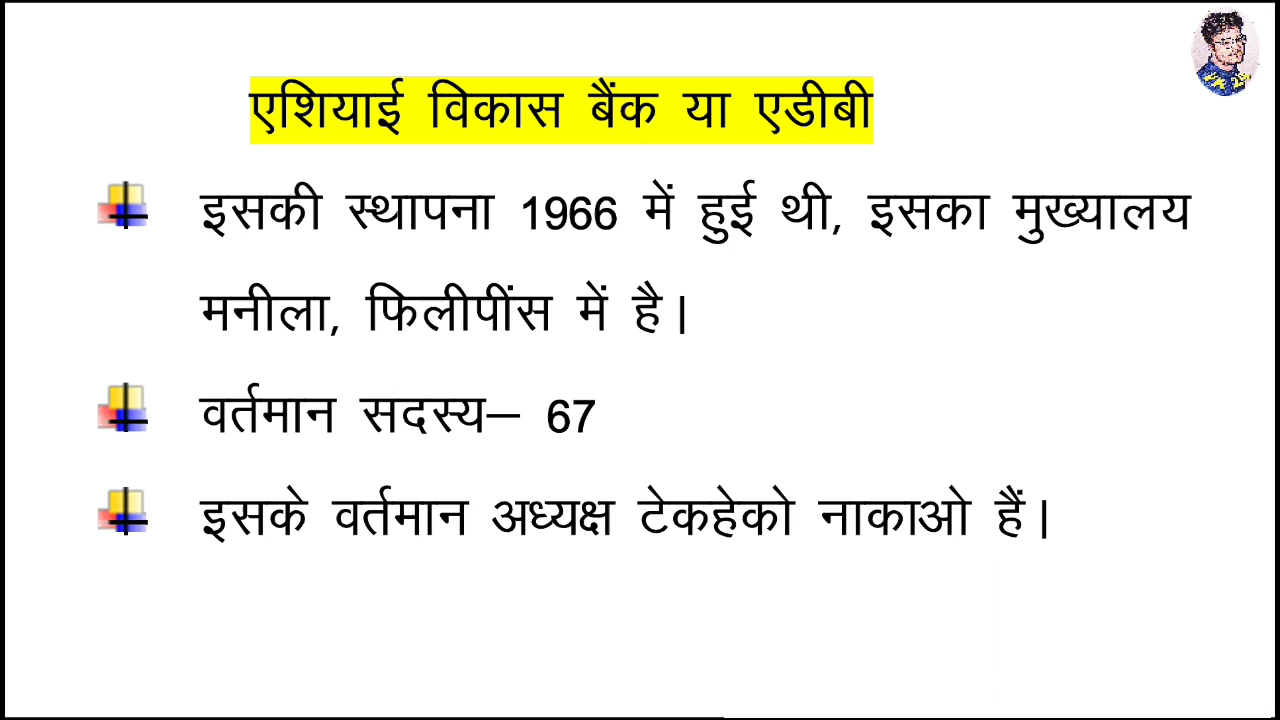 एशियाई विकास बैंक या एडीबी
इसकी स्थापना 1966 में हुई थी, इसका मुख्यालय
मनीला, फिलीपींस में है।
वर्तमान सदस्य– 67
इसके वर्तमान अध्यक्ष टेकहेको नाकाओ हैं।